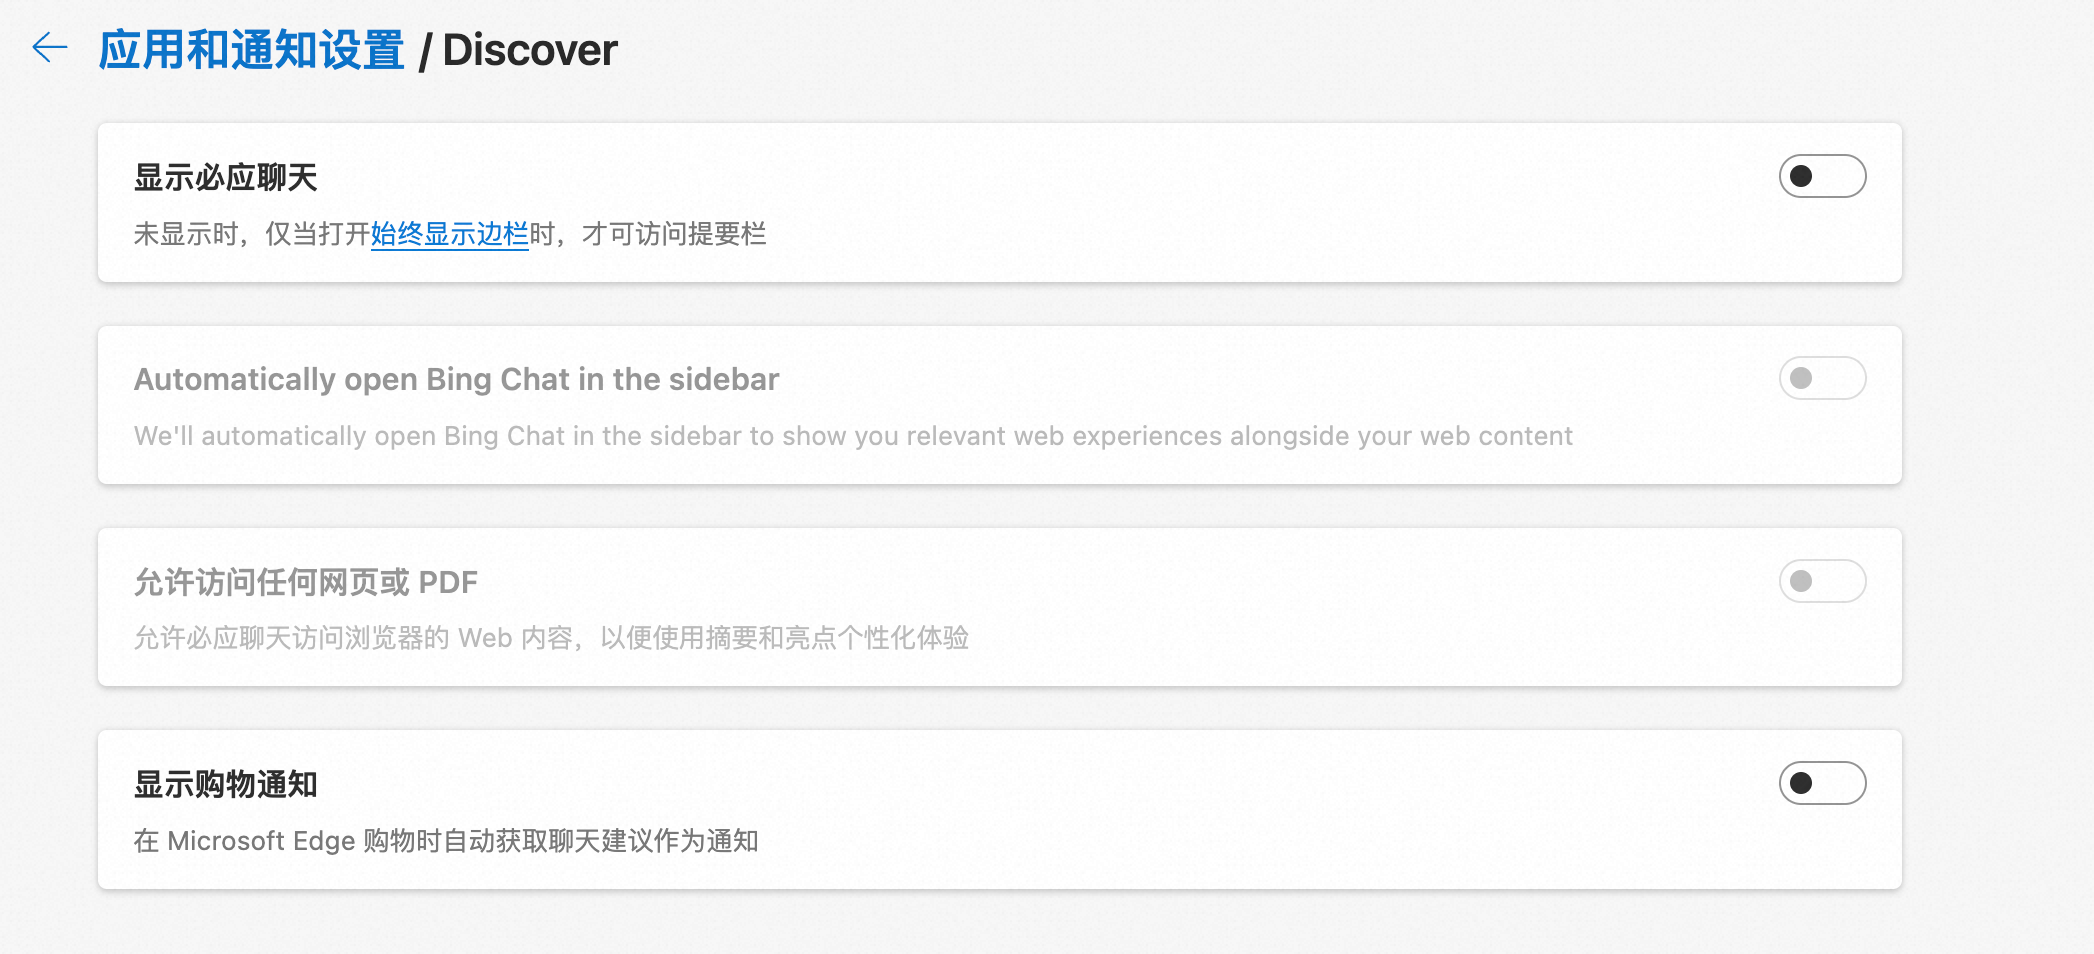 应用和通知设置 / Discover
显示必应聊天
未显示时，仅当打开始终显示边栏时，才可访问提要栏
Automatically open Bing Chat in the sidebar
We'll automatically open Bing Chat in the sidebar to show you relevant web experiences alongside your web content
允许访问任何网页或 PDF
允许必应聊天访问浏览器的 Web 内容，以便使用摘要和亮点个性化体验
显示购物通知
在 Microsoft Edge 购物时自动获取聊天建议作为通知